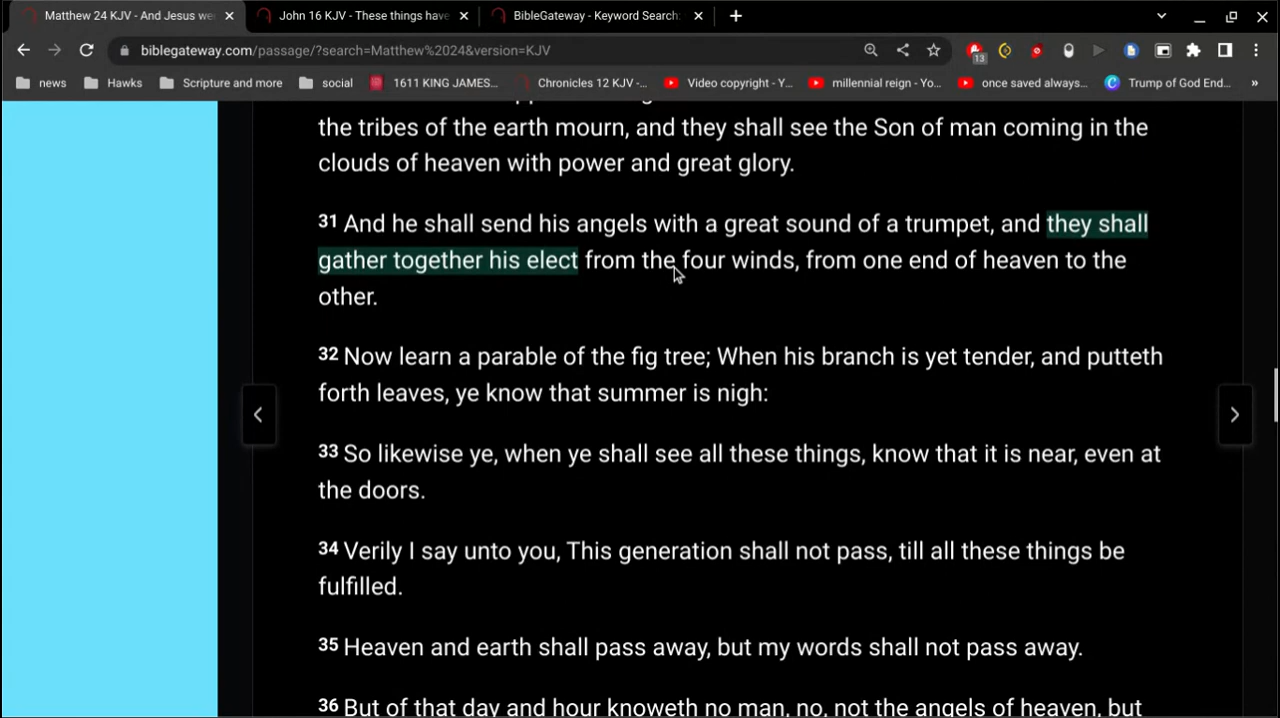 Matthew 24 KJV - And Jesus we
John 16 KJV - These things have
BibleGateway - Keyword Search:
biblegateway.com/passage/?search=Matthew%2024&version=KJV
13
news
Hawks
Scripture and more
social
1611 KING JAMES...
Chronicles 12 KJV -...
Video copyright - Y...
millennial reign - Yo...
once saved always...
Trump of God End...
»
the tribes of the earth mourn, and they shall see the Son of man coming in the
clouds of heaven with power and great glory.
31 And he shall send his angels with a great sound of a trumpet, and they shall
gather together his elect from the four winds, from one end of heaven to the
other.
32 Now learn a parable of the fig tree; When his branch is yet tender, and putteth
forth leaves, ye know that summer is nigh:
33 So likewise ye, when ye shall see all these things, know that it is near, even at
the doors.
34 Verily I say unto you, This generation shall not pass, till all these things be
fulfilled.
35 Heaven and earth shall pass away, but my words shall not pass away.
36 But of that day and hour knoweth no man, no, not the angels of heaven, but